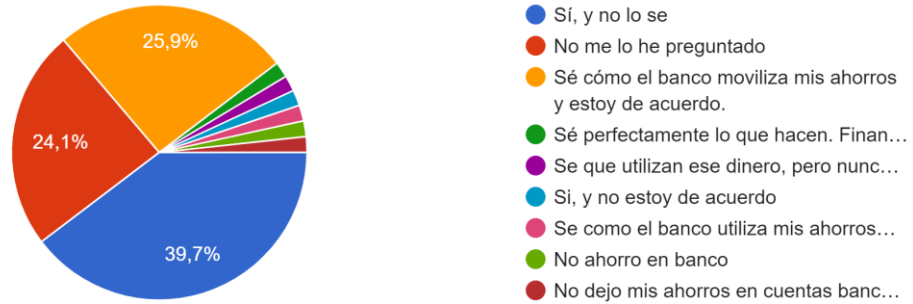 25,9%
24,1%
39,7%
Sí, y no lo se
No me lo he preguntado
Sé cómo el banco moviliza mis ahorros
y estoy de acuerdo.
Sé perfectamente lo que hacen. Finan…
Se que utilizan ese dinero, pero nunc…
Si, y no estoy de acuerdo
Se como el banco utiliza mis ahorros…
No ahorro en banco
No dejo mis ahorros en cuentas banc…